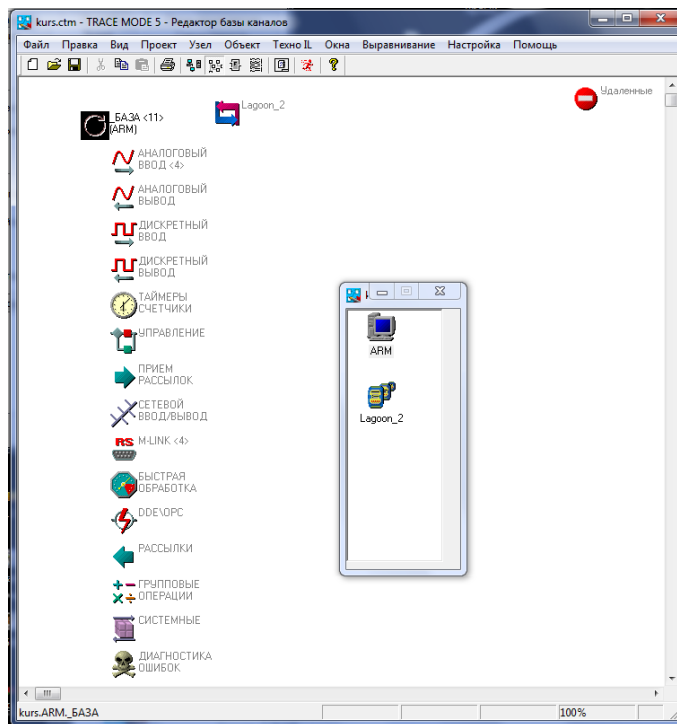 kurs.ctm - TRACE MODE 5 - Редактор базы каналов
Файл Правка Вид Проект Узел Объект Техно IL Окна Выравнивание Настройка Помощь
_БАЗА <11>
(ARM)
Lagoon_2
Удаленные
АНАЛОГОВЫЙ
ВВОД <4>
АНАЛОГОВЫЙ
ВЫВОД
ДИСКРЕТНЫЙ
ВВОД
ДИСКРЕТНЫЙ
ВЫВОД
ТАЙМЕРЫ
СЧЕТЧИКИ
УПРАВЛЕНИЕ
ПРИЕМ
РАССЫЛОК
СЕТЕВОЙ
ВВОД/ВЫВОД
RS
M-LINK <4>
БЫСТРАЯ
ОБРАБОТКА
DDE\OPC
РАССЫЛКИ
ГРУППОВЫЕ
ОПЕРАЦИИ
СИСТЕМНЫЕ
ДИАГНОСТИКА
ОШИБОК
ARM
Lagoon_2
kurs.ARM._БАЗА
100%